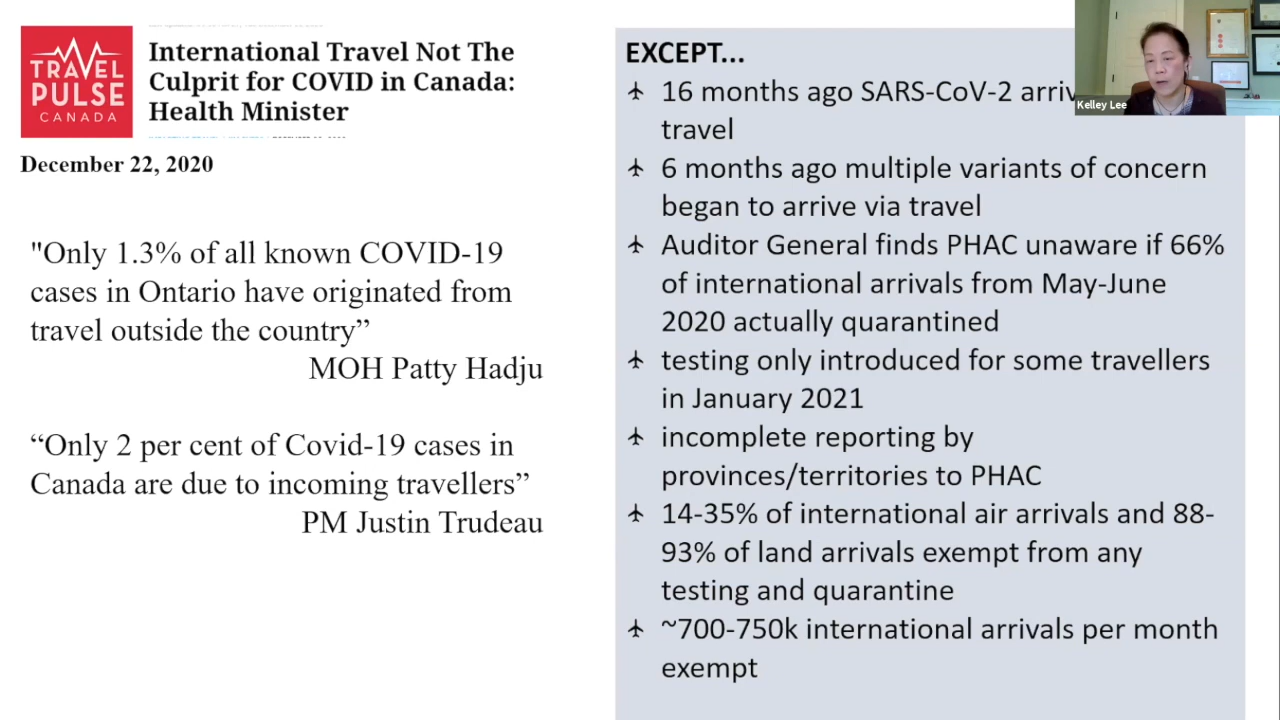 TRAVEL
PULSE
CANADA
International Travel Not The
Culprit for COVID in Canada:
Health Minister
December 22, 2020
"Only 1.3% of all known COVID-19
cases in Ontario have originated from
travel outside the country”
MOH Patty Hadju
“Only 2 per cent of Covid-19 cases in
Canada are due to incoming travellers”
PM Justin Trudeau
EXCEPT...
16 months ago SARS-CoV-2
travel
6 months ago multiple variants of concern
began to arrive via travel
Auditor General finds PHAC unaware if 66%
of international arrivals from May-June
2020 actually quarantined
testing only introduced for some travellers
in January 2021
incomplete reporting by
provinces/territories to PHAC
14-35% of international air arrivals and 88-
93% of land arrivals exempt from any
testing and quarantine
~700-750k international arrivals per month
exempt
Kelley Lee